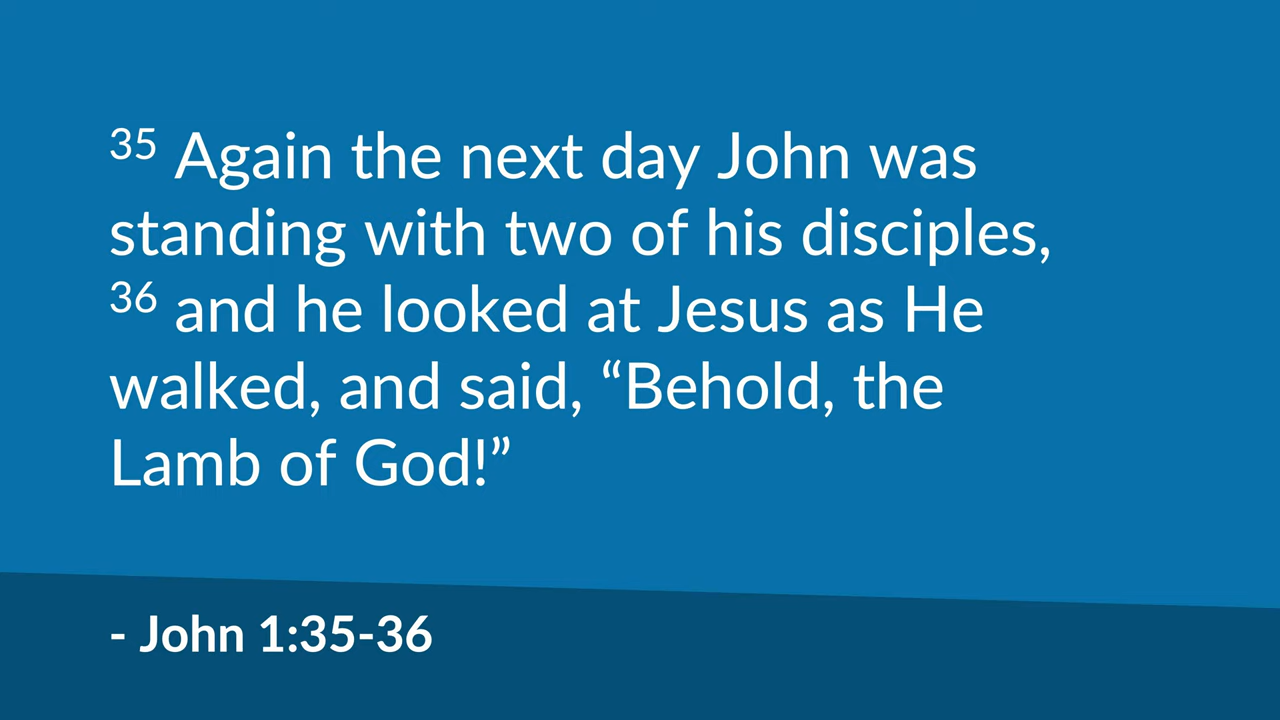 35 Again the next day John was
standing with two of his disciples,
36 and he looked at Jesus as He
walked, and said, “Behold, the
Lamb of God!”
- John 1:35-36